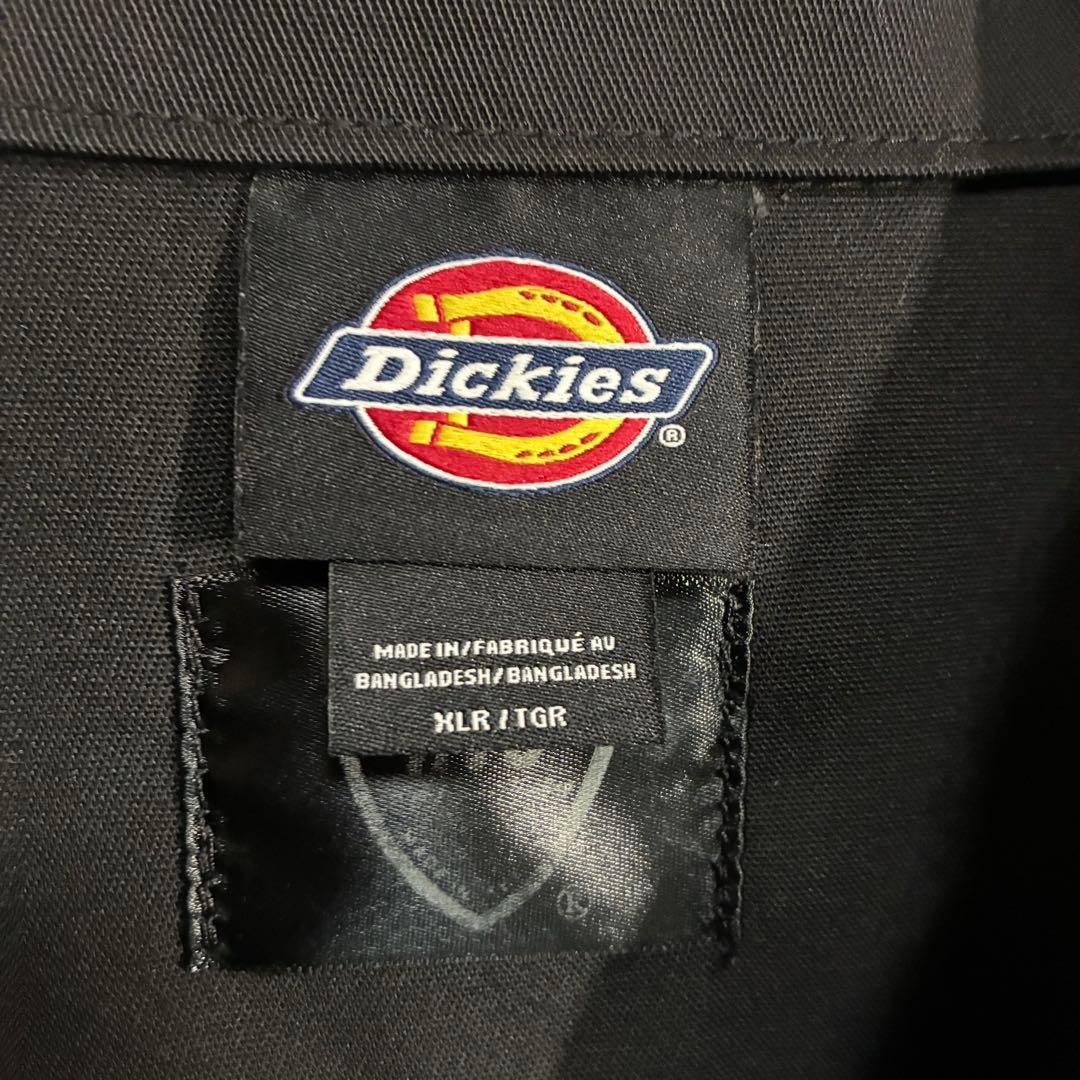 Dickies
®
MADE IN/FABRIQUÉ AU
BANGLADESH/BANGLADESH
XLR/TGR
®